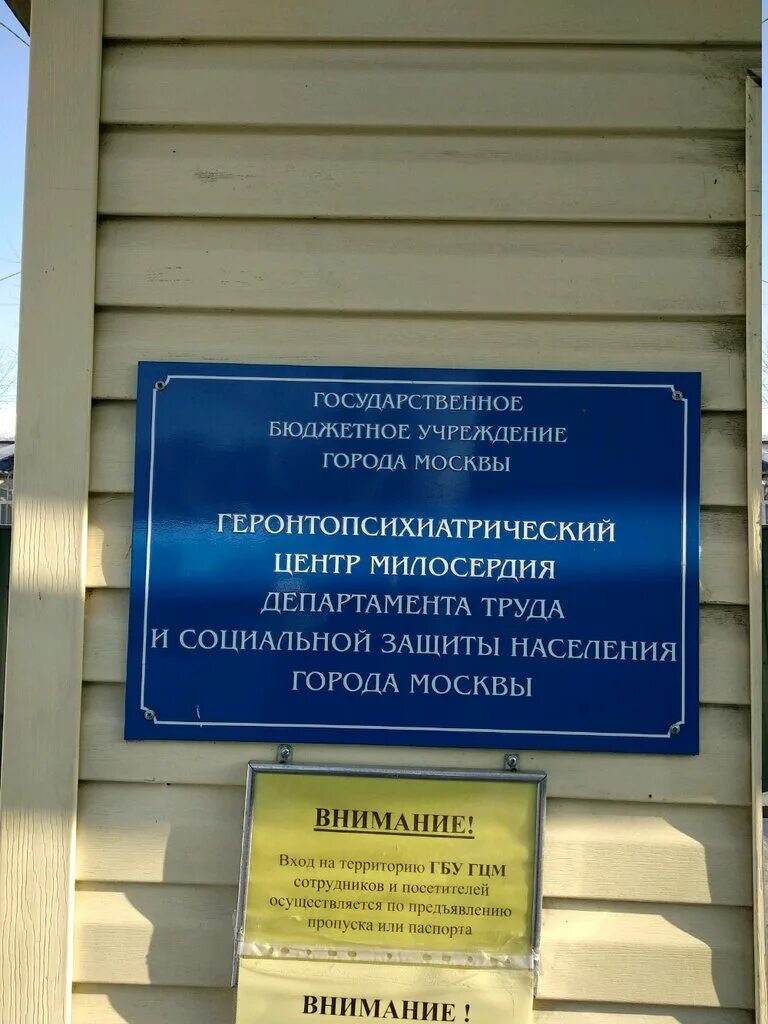 ГОСУДАРСТВЕННОЕ
БЮДЖЕТНОЕ УЧРЕЖДЕНИЕ
ГОРОДА МОСКВЫ
ГЕРОНТОПСИХИАТРИЧЕСКИЙ
ЦЕНТР МИЛОСЕРДИЯ
ДЕПАРТАМЕНТА ТРУДА
И СОЦИАЛЬНОЙ ЗАЩИТЫ НАСЕЛЕНИЯ
ГОРОДА МОСКВЫ
ВНИМАНИЕ!
Вход на территорию ГБУ ГЦМ
сотрудников и посетителей
осуществляется по предъявлению
пропуска или паспорта
ВНИМАНИЕ !